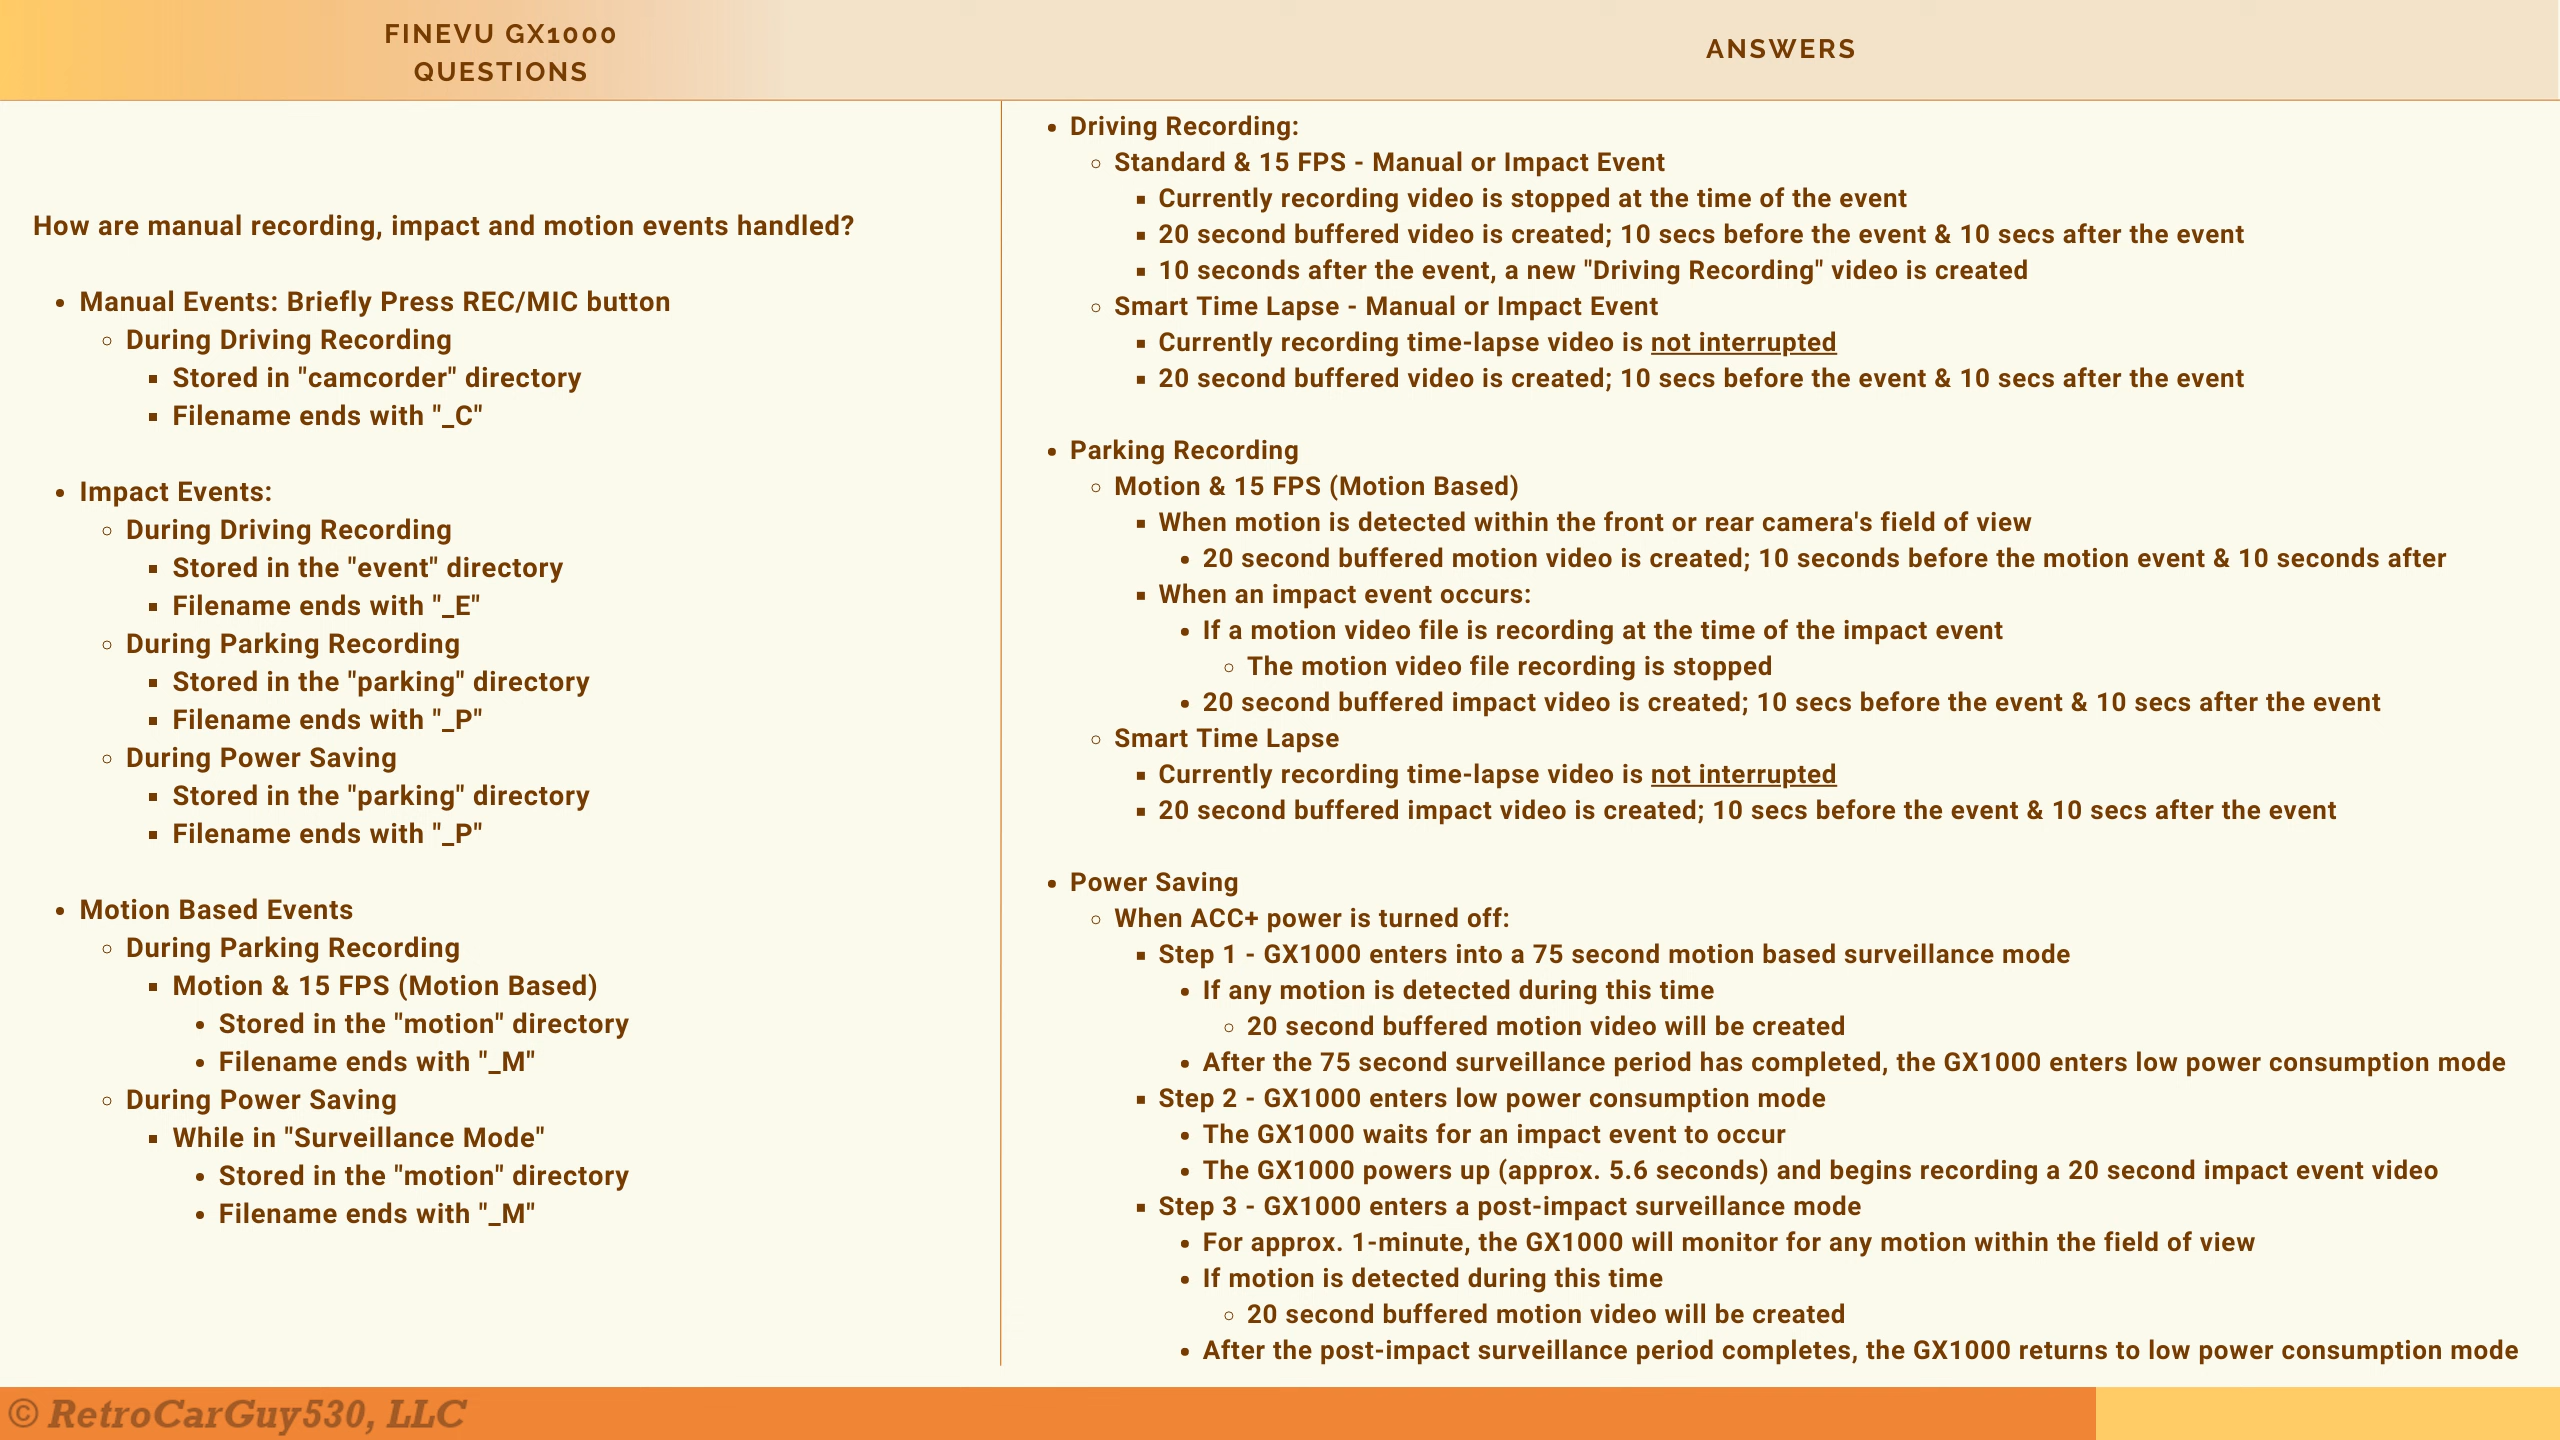 FINEVU GX1000
QUESTIONS
ANSWERS
How are manual recording, impact and motion events handled?
• Manual Events: Briefly Press REC/MIC button
○ During Driving Recording
▪ Stored in "camcorder" directory
▪ Filename ends with "_C"
• Impact Events:
○ During Driving Recording
▪ Stored in the "event" directory
▪ Filename ends with "_E"
○ During Parking Recording
▪ Stored in the "parking" directory
▪ Filename ends with "_P"
○ During Power Saving
▪ Stored in the "parking" directory
▪ Filename ends with "_P"
• Motion Based Events
○ During Parking Recording
▪ Motion & 15 FPS (Motion Based)
• Stored in the "motion" directory
• Filename ends with "_M"
○ During Power Saving
▪ While in "Surveillance Mode"
• Stored in the "motion" directory
• Filename ends with "_M"
• Driving Recording:
○ Standard & 15 FPS - Manual or Impact Event
▪ Currently recording video is stopped at the time of the event
▪ 20 second buffered video is created; 10 secs before the event & 10 secs after the event
▪ 10 seconds after the event, a new "Driving Recording" video is created
○ Smart Time Lapse - Manual or Impact Event
▪ Currently recording time-lapse video is not interrupted
▪ 20 second buffered video is created; 10 secs before the event & 10 secs after the event
• Parking Recording
○ Motion & 15 FPS (Motion Based)
▪ When motion is detected within the front or rear camera's field of view
• 20 second buffered motion video is created; 10 seconds before the motion event & 10 seconds after
▪ When an impact event occurs:
• If a motion video file is recording at the time of the impact event
○ The motion video file recording is stopped
• 20 second buffered impact video is created; 10 secs before the event & 10 secs after the event
○ Smart Time Lapse
▪ Currently recording time-lapse video is not interrupted
▪ 20 second buffered impact video is created; 10 secs before the event & 10 secs after the event
• Power Saving
○ When ACC+ power is turned off:
▪ Step 1 - GX1000 enters into a 75 second motion based surveillance mode
• If any motion is detected during this time
○ 20 second buffered motion video will be created
• After the 75 second surveillance period has completed, the GX1000 enters low power consumption mode
▪ Step 2 - GX1000 enters low power consumption mode
• The GX1000 waits for an impact event to occur
• The GX1000 powers up (approx. 5.6 seconds) and begins recording a 20 second impact event video
▪ Step 3 - GX1000 enters a post-impact surveillance mode
• For approx. 1-minute, the GX1000 will monitor for any motion within the field of view
• If motion is detected during this time
○ 20 second buffered motion video will be created
• After the post-impact surveillance period completes, the GX1000 returns to low power consumption mode
© RetroCarGuy530, LLC